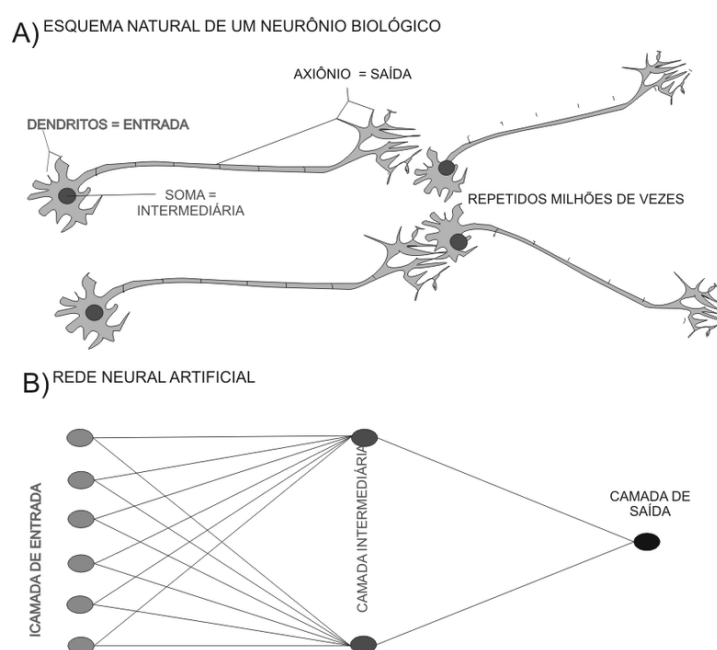 A) ESQUEMA NATURAL DE UM NEURÔNIO BIOLÓGICO
AXIÔNIO = SAÍDA
DENDRITOS = ENTRADA
SOMA =
INTERMEDIÁRIA
REPETIDOS MILHÕES DE VEZES
B) REDE NEURAL ARTIFICIAL
ICAMADA DE ENTRADA
CAMADA INTERMEDIÁRIA
CAMADA DE
SAÍDA